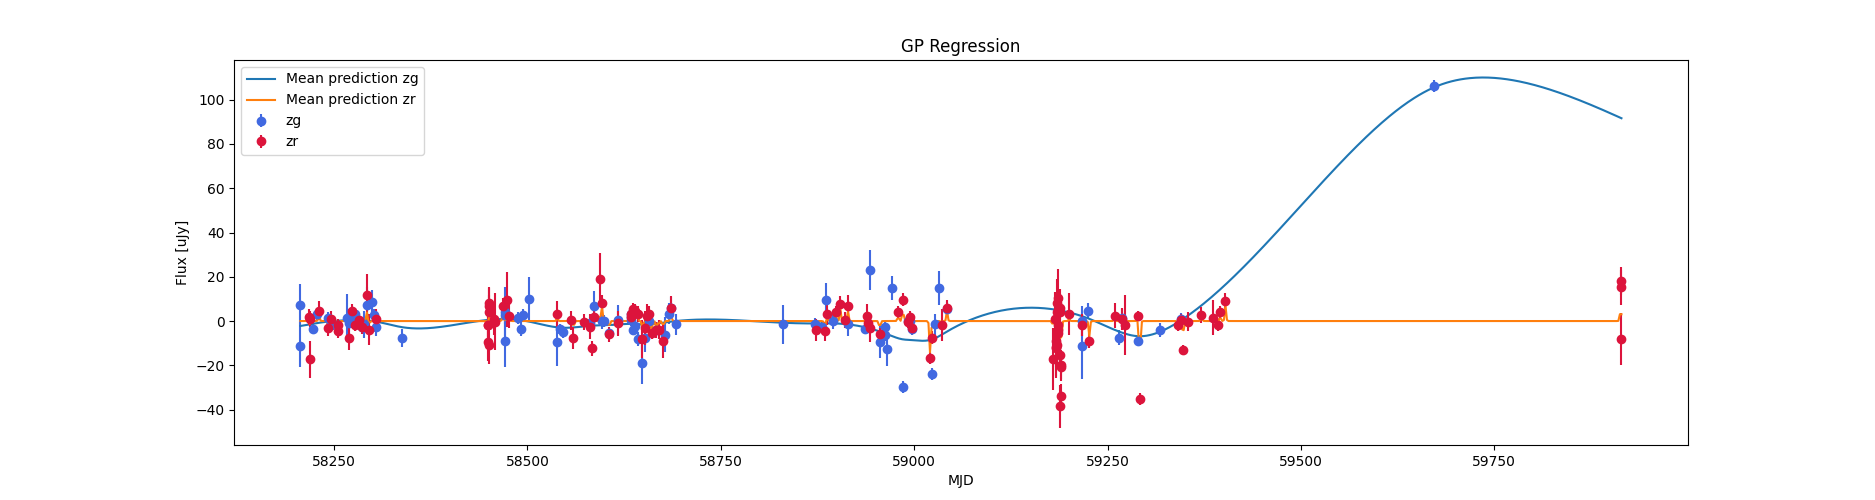 GP Regression
Mean prediction zg
Mean prediction zr
zg
zr
Flux [uJy]
100
80
60
40
20
0
−20
−40
58250 58500 58750 59000 59250 59500 59750
MJD